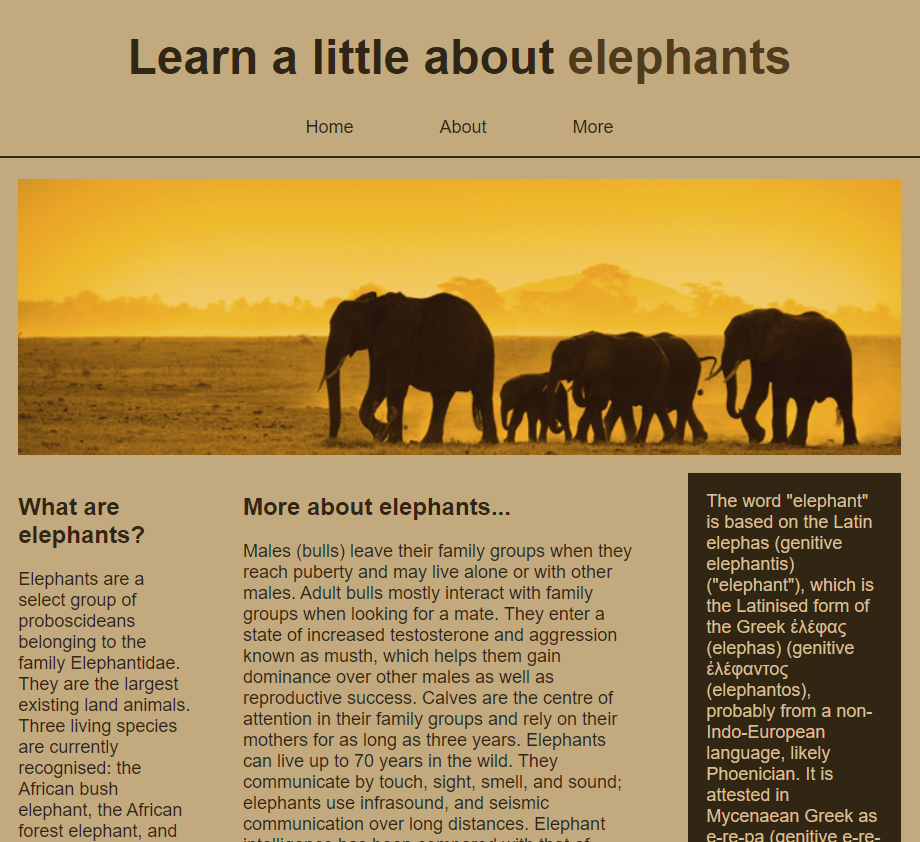 Learn a little about elephants
Home About More
What are
elephants?
Elephants are a
select group of
proboscideans
belonging to the
family Elephantidae.
They are the largest
existing land animals.
Three living species
are currently
recognised: the
African bush
elephant, the African
forest elephant, and
More about elephants...
Males (bulls) leave their family groups when they
reach puberty and may live alone or with other
males. Adult bulls mostly interact with family
groups when looking for a mate. They enter a
state of increased testosterone and aggression
known as musth, which helps them gain
dominance over other males as well as
reproductive success. Calves are the centre of
attention in their family groups and rely on their
mothers for as long as three years. Elephants
can live up to 70 years in the wild. They
communicate by touch, sight, smell, and sound;
elephants use infrasound, and seismic
communication over long distances. Elephant
intelligence has been compared with that of
The word "elephant"
is based on the Latin
elephas (genitive
elephantis)
("elephant"), which is
the Latinised form of
the Greek ἐλέφας
(elephas) (genitive
ἐλέφαντος
(elephantos),
probably from a non-
Indo-European
language, likely
Phoenician. It is
attested in
Mycenaean Greek as
e-re-pa (genitive e-re-